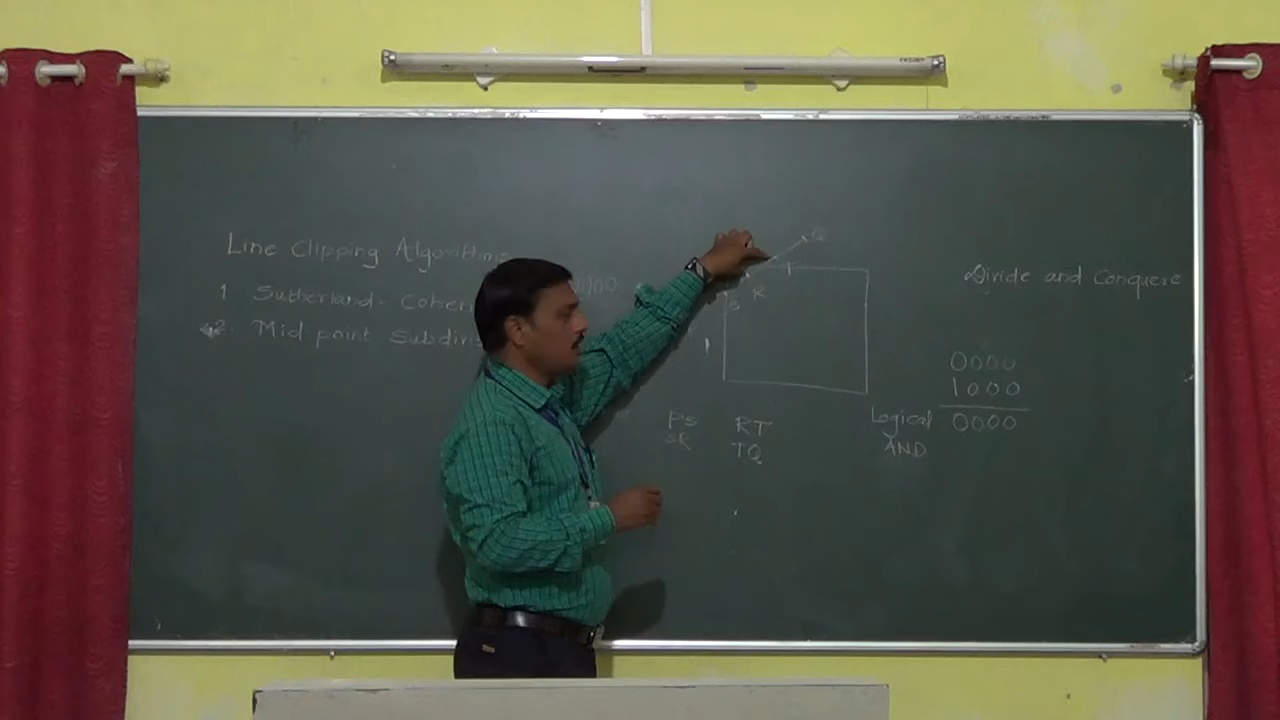 Line Clipping Algorithms
1 Sutherland-Cohen
2. Mid point Subdivis
Q
R
S
Divide and Conquere
0000
1000
Logical AND 0000
PS
SR
RT
TQ